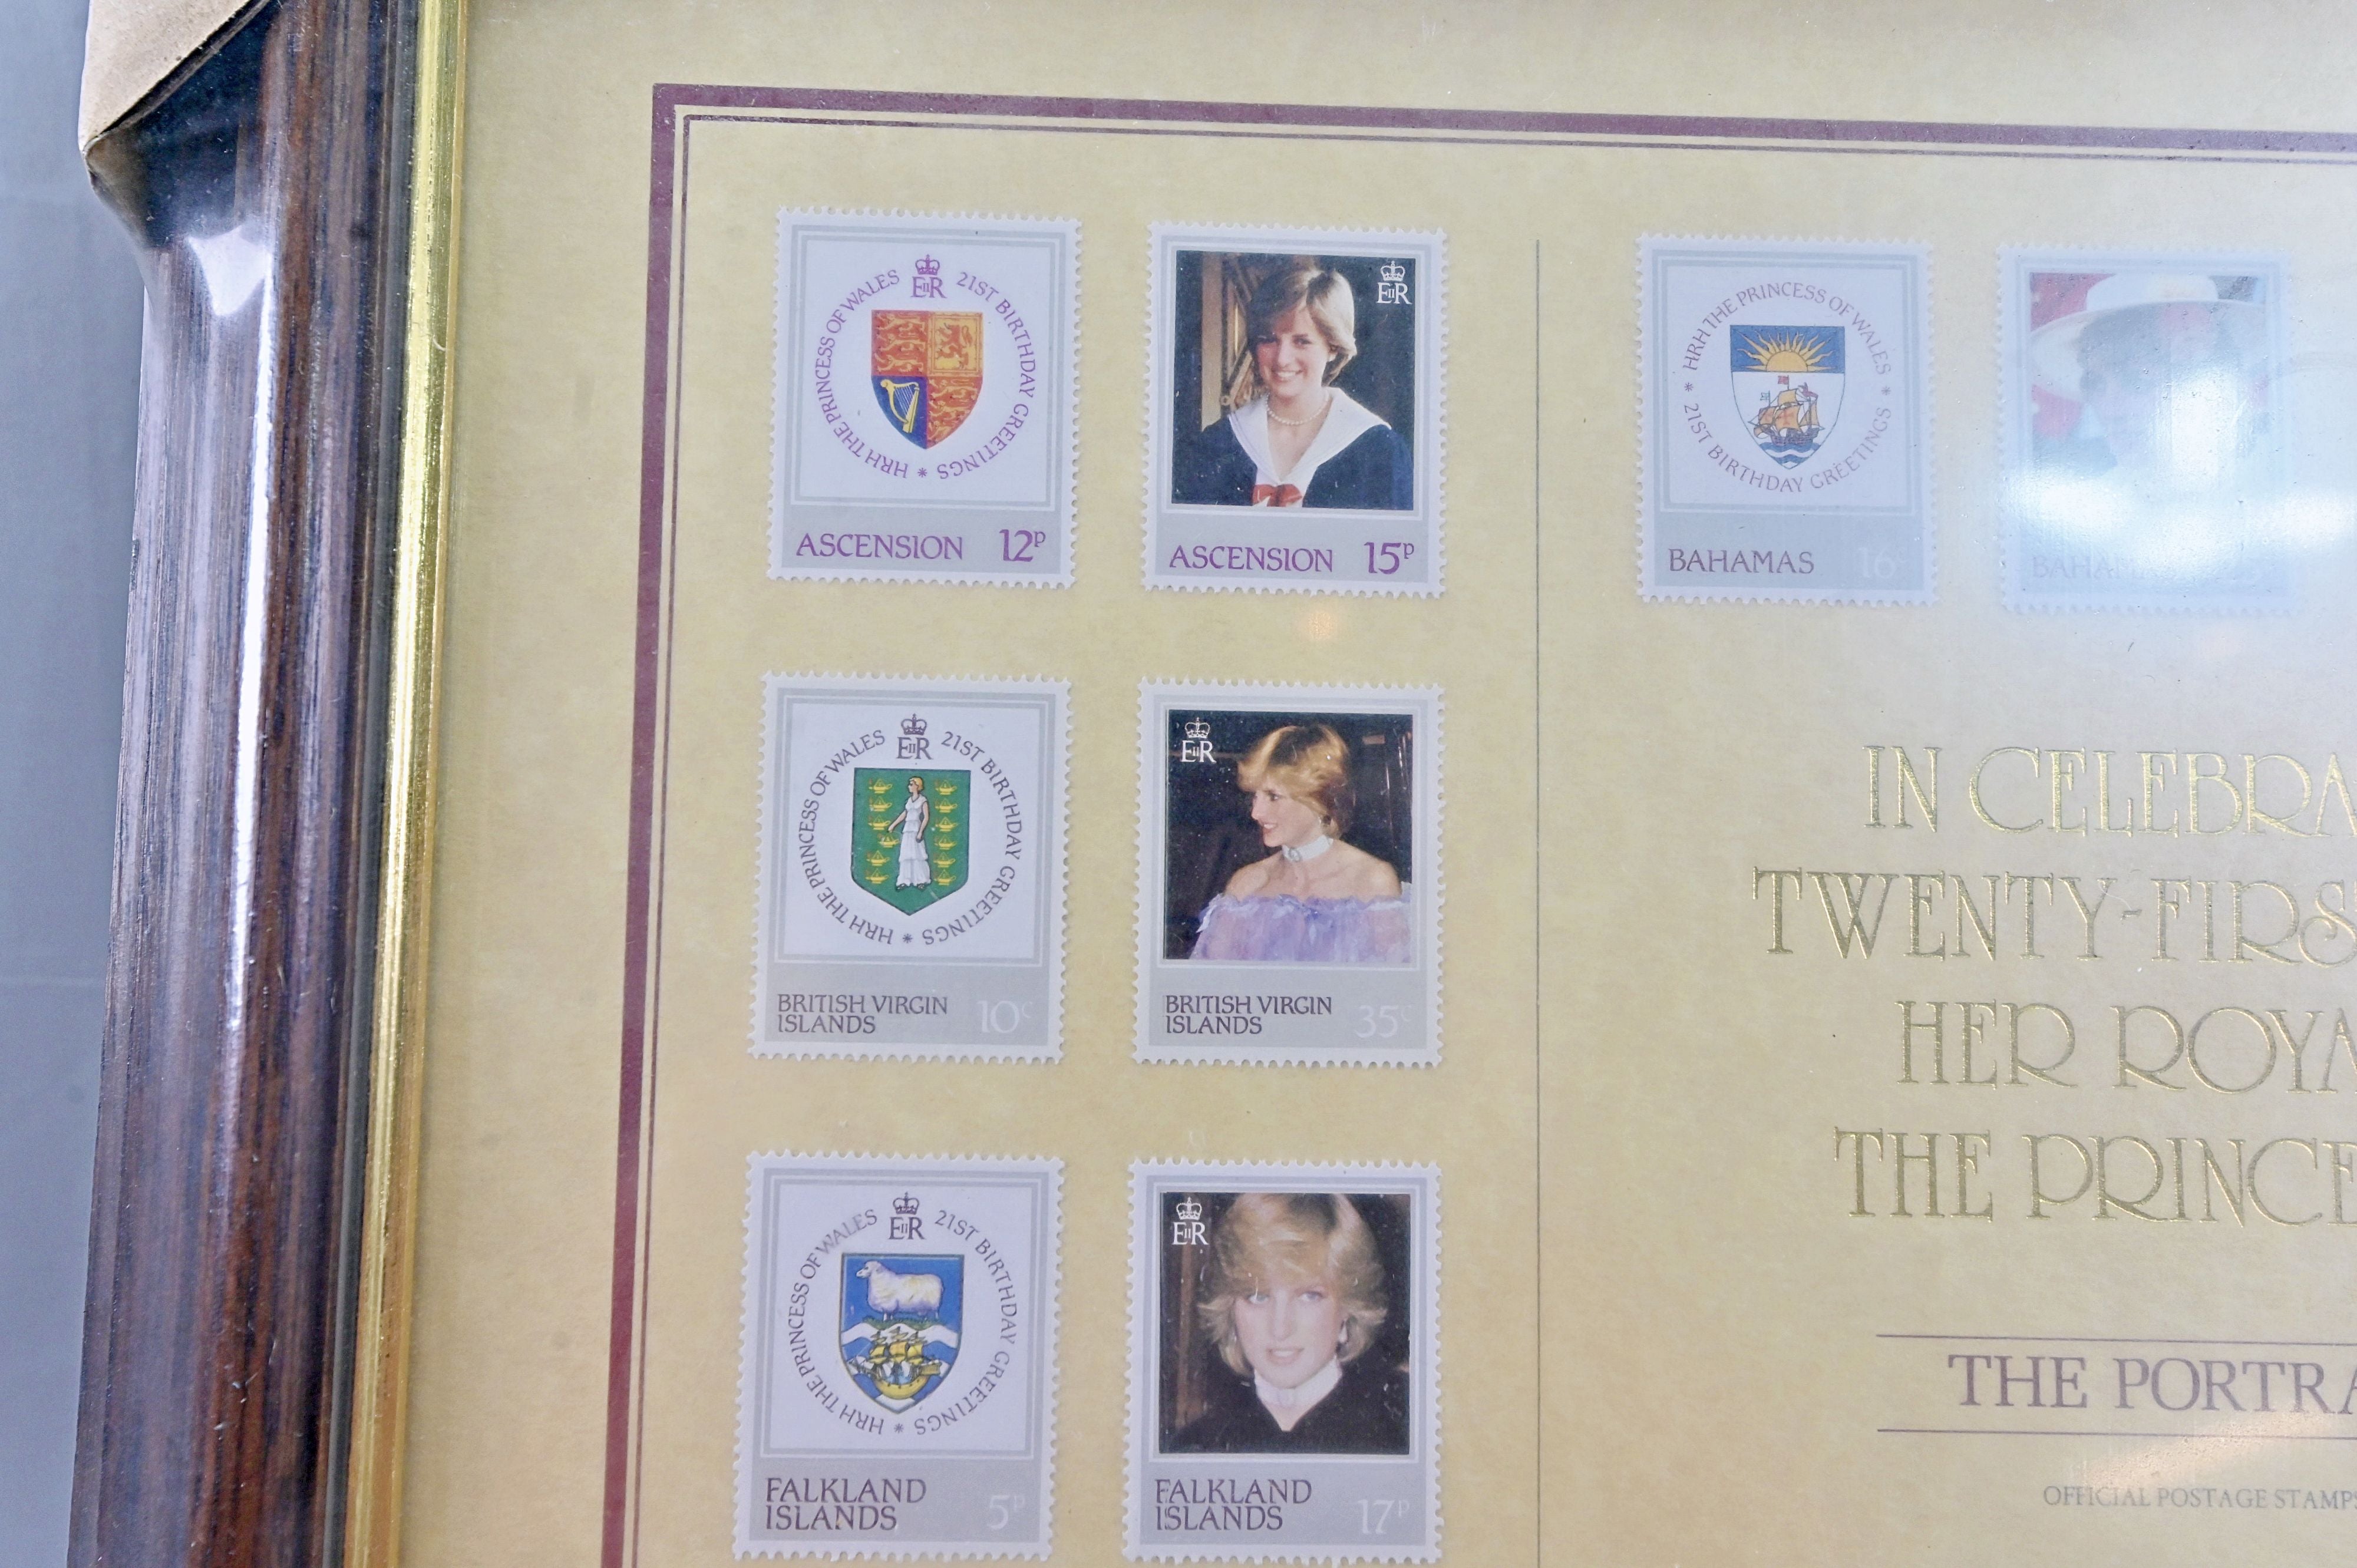 HRH THE PRINCESS OF WALES EIIR 21ST BIRTHDAY GREETINGS *
ASCENSION 12P
EIIR
ASCENSION 15P
HRH THE PRINCESS OF WALES * 21ST BIRTHDAY GREETINGS *
BAHAMAS 16
HRH THE PRINCESS OF WALES EIIR 21ST BIRTHDAY GREETINGS *
BRITISH VIRGIN
ISLANDS 10c
EIIR
BRITISH VIRGIN
ISLANDS 35c
HRH THE PRINCESS OF WALES EIIR 21ST BIRTHDAY GREETINGS *
FALKLAND
ISLANDS 5P
EIIR
FALKLAND
ISLANDS 17P
IN CELEBRA
TWENTY-FIRS
HER ROYA
THE PRINCE
THE PORTRA
OFFICIAL POSTAGE STAMPS